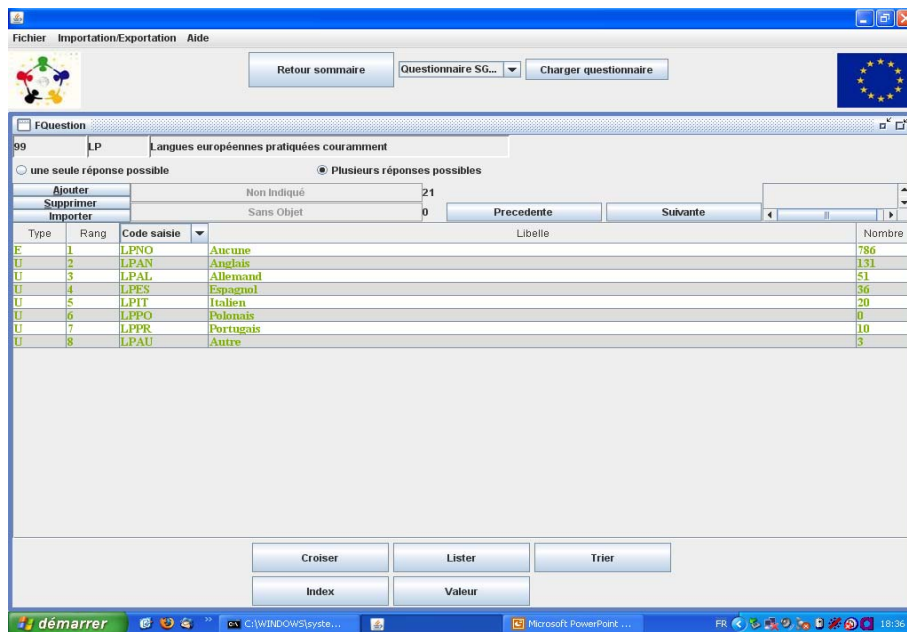 Fichier Importation/Exportation Aide
Retour sommaire Questionnaire SG... Charger questionnaire
FQuestion
99 LP Langues européennes pratiquées couramment
une seule réponse possible Plusieurs réponses possibles
Ajouter Non Indiqué 21
Supprimer
Importer Sans Objet 0 Precedente Suivante
Type Rang Code saisie Libelle Nombre
E 1 LPNO Aucune 786
U 2 LPAN Anglais 131
U 3 LPAL Allemand 51
U 4 LPES Espagnol 36
U 5 LPIT Italien 20
U 6 LPPO Polonais 0
U 7 LPPR Portugais 10
U 8 LPAU Autre 3
Croiser Lister Trier
Index Valeur
démarrer C:\WINDOWS\syste... Microsoft PowerPoint ... FR 18:36